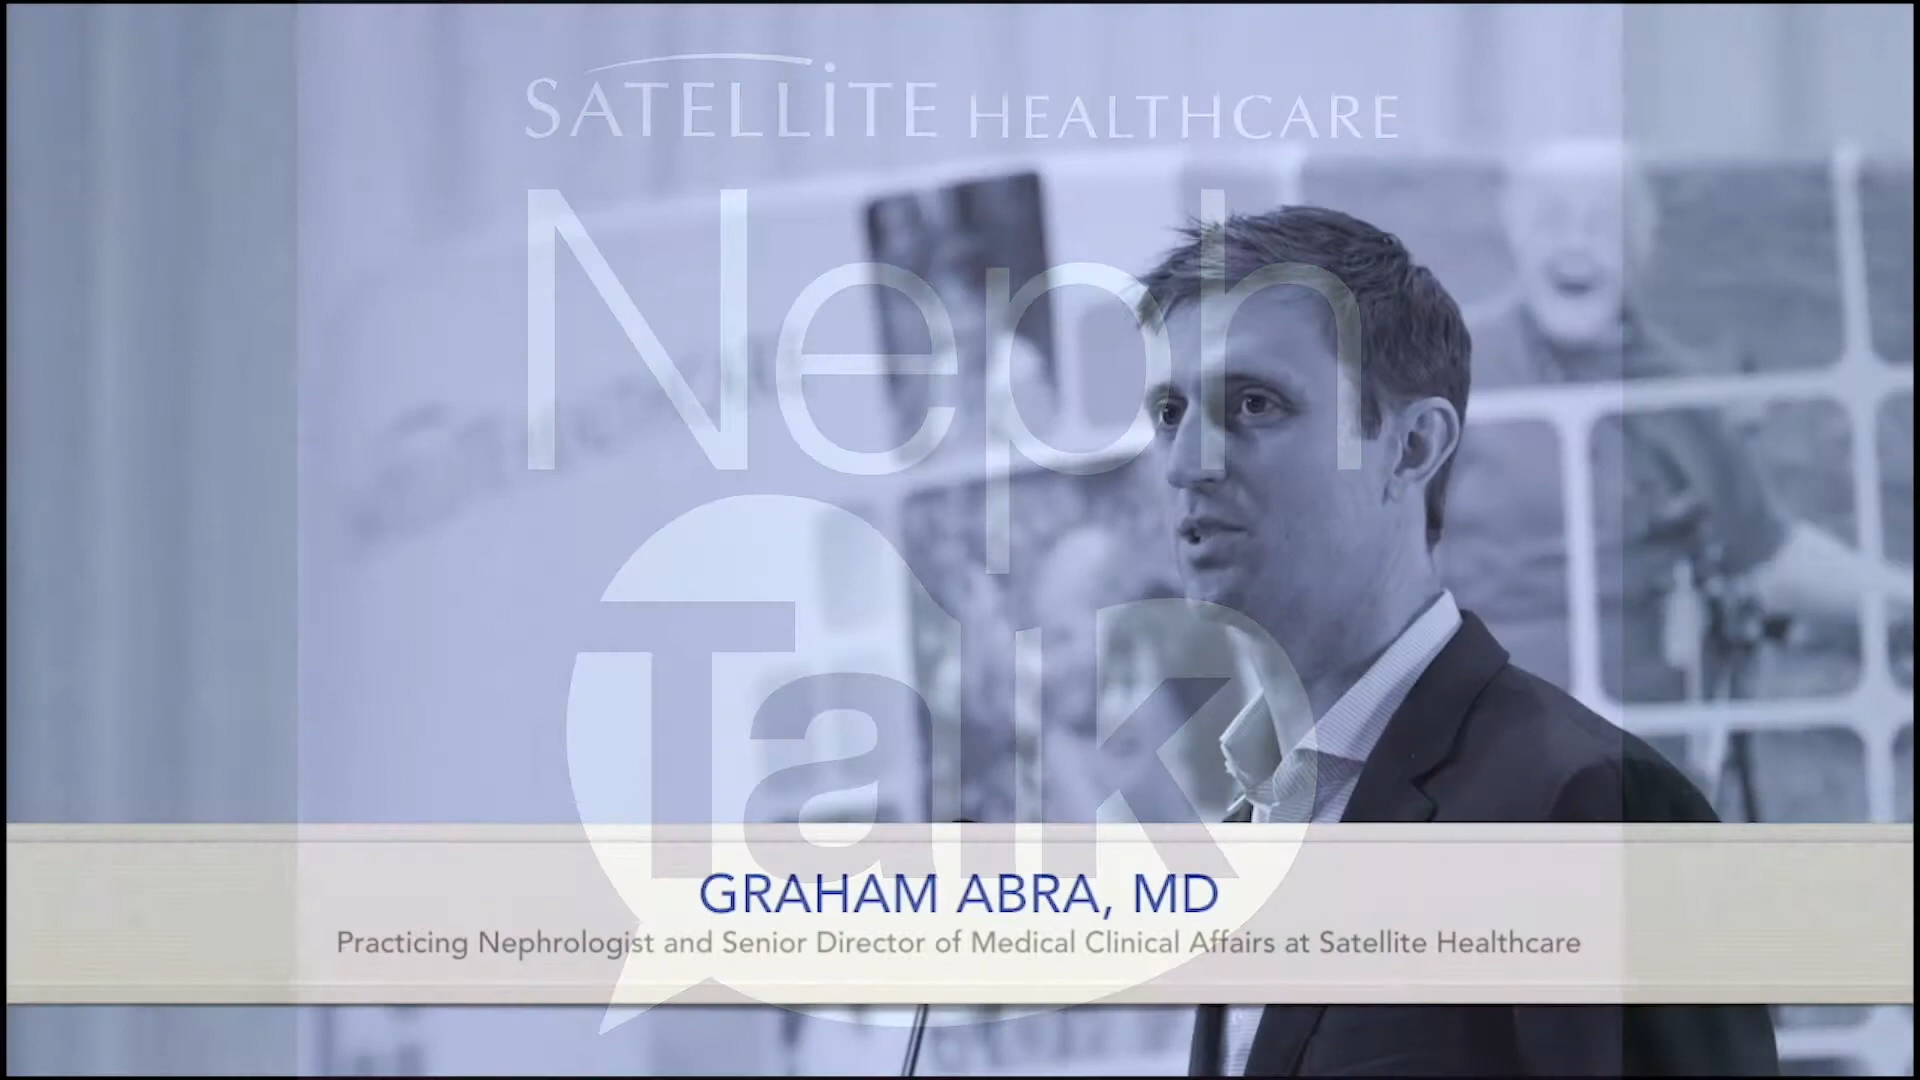 SATELLITE HEALTHCARE
Neph
Talk
GRAHAM ABRA, MD
Practicing Nephrologist and Senior Director of Medical Clinical Affairs at Satellite Healthcare